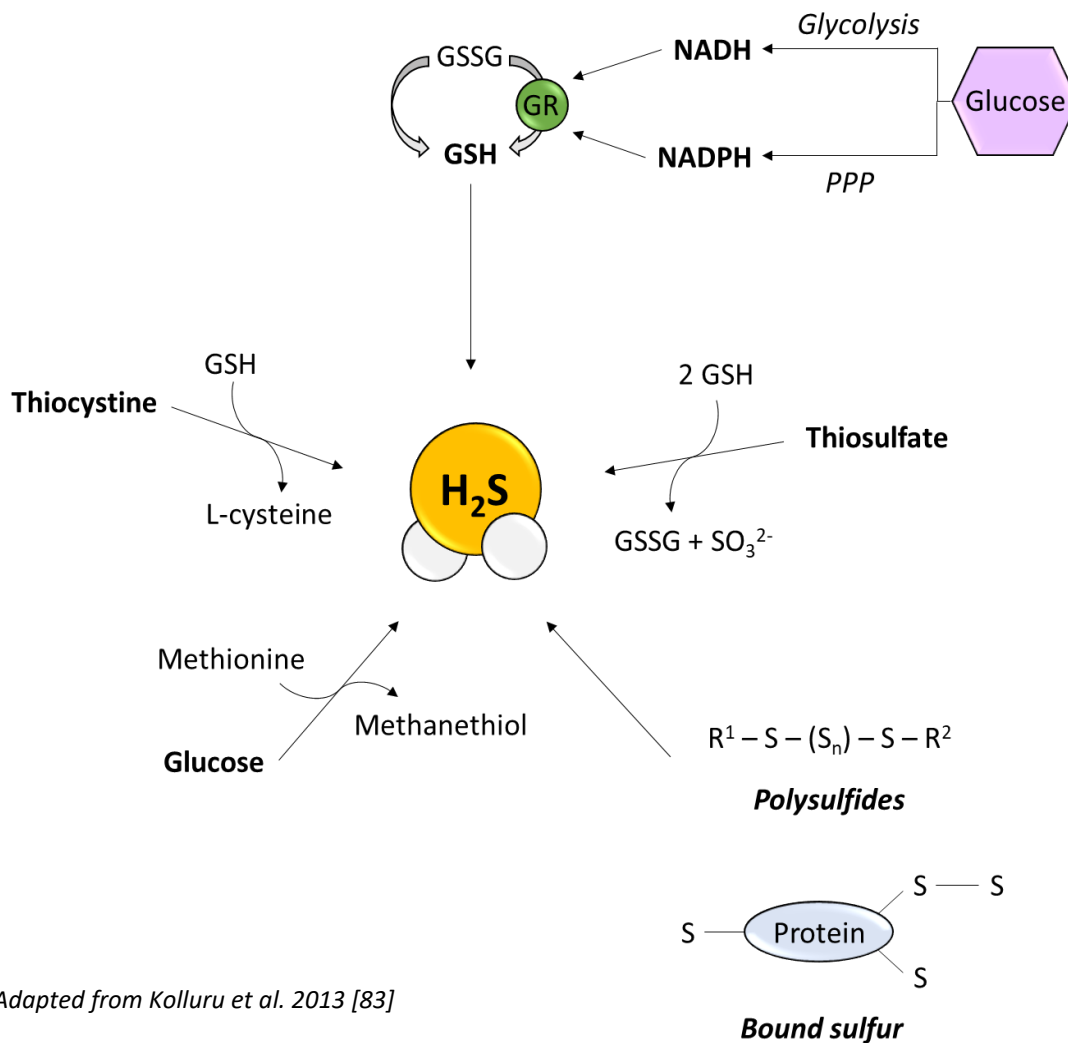 Glycolysis
GSSG
NADH
GR
Glucose
GSH
NADPH
PPP
GSH
2 GSH
Thiocystine
Thiosulfate
H₂S
L-cysteine
GSSG + SO₃²⁻
Methionine
Methanethiol
Glucose
R¹ – S – (Sₙ) – S – R²
Polysulfides
S — S
S — Protein
S
Adapted from Kolluru et al. 2013 [83]
Bound sulfur